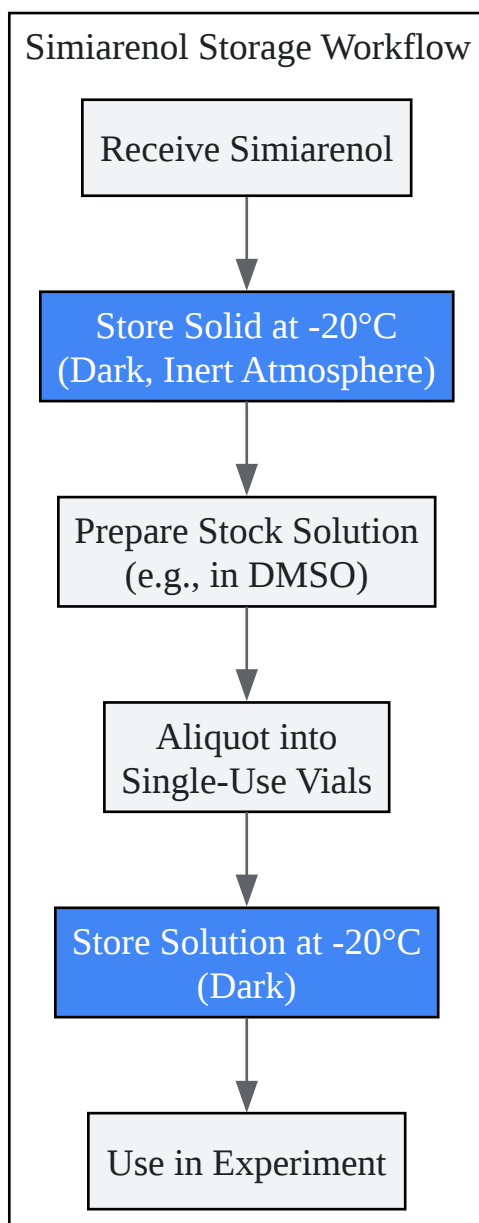 Simiarenol Storage Workflow
Receive Simiarenol
Store Solid at -20°C
(Dark, Inert Atmosphere)
Prepare Stock Solution
(e.g., in DMSO)
Aliquot into
Single-Use Vials
Store Solution at -20°C
(Dark)
Use in Experiment